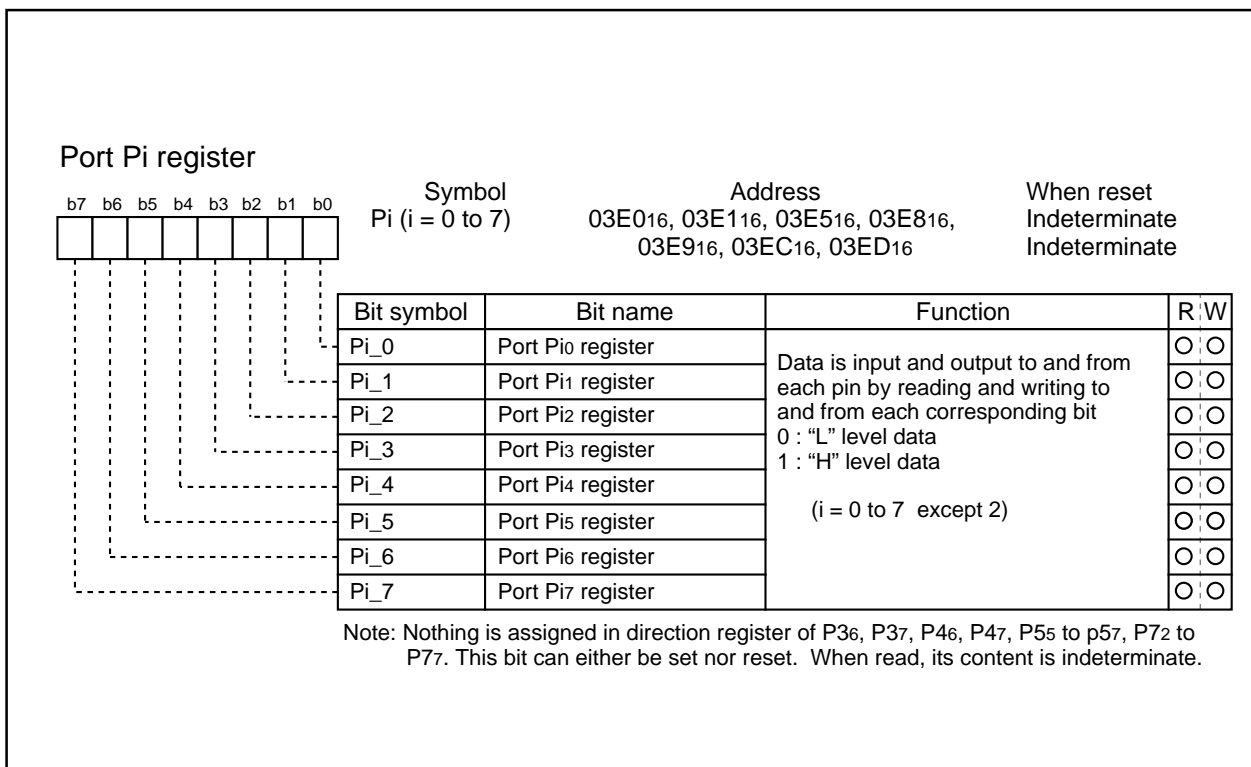 Port Pi register
b7 b6 b5 b4 b3 b2 b1 b0
Symbol Address When reset
Pi (i = 0 to 7) 03E016, 03E116, 03E516, 03E816, Indeterminate
03E916, 03EC16, 03ED16 Indeterminate
Bit symbol Bit name Function R W
Pi_0 Port Pi0 register
Pi_1 Port Pi1 register
Pi_2 Port Pi2 register
Pi_3 Port Pi3 register
Pi_4 Port Pi4 register
Pi_5 Port Pi5 register
Pi_6 Port Pi6 register
Pi_7 Port Pi7 register
Data is input and output to and from
each pin by reading and writing to
and from each corresponding bit
0 : “L” level data
1 : “H” level data
(i = 0 to 7 except 2)
Note: Nothing is assigned in direction register of P36, P37, P46, P47, P55 to p57, P72 to
P77. This bit can either be set nor reset. When read, its content is indeterminate.